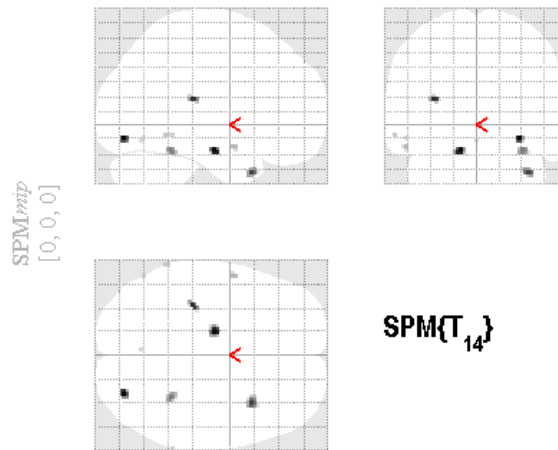 SPMmip
[0, 0, 0]
<
<
<
SPM{T₁₄}